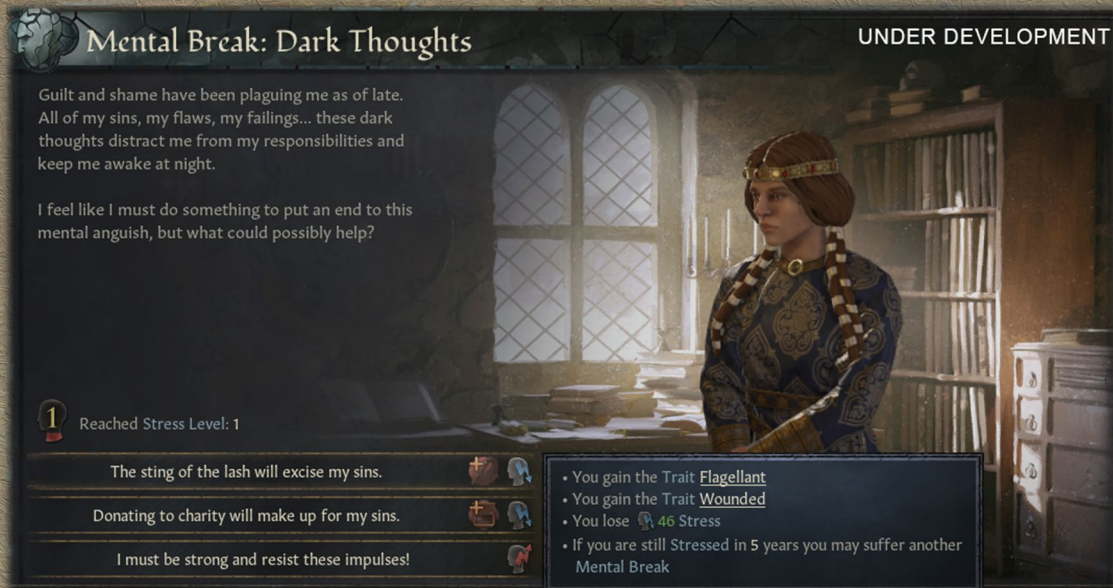 Mental Break: Dark Thoughts
UNDER DEVELOPMENT
Guilt and shame have been plaguing me as of late.
All of my sins, my flaws, my failings... these dark
thoughts distract me from my responsibilities and
keep me awake at night.
I feel like I must do something to put an end to this
mental anguish, but what could possibly help?
1
Reached Stress Level: 1
The sting of the lash will excise my sins.
Donating to charity will make up for my sins.
I must be strong and resist these impulses!
• You gain the Trait Flagellant
• You gain the Trait Wounded
• You lose 46 Stress
• If you are still Stressed in 5 years you may suffer another
Mental Break